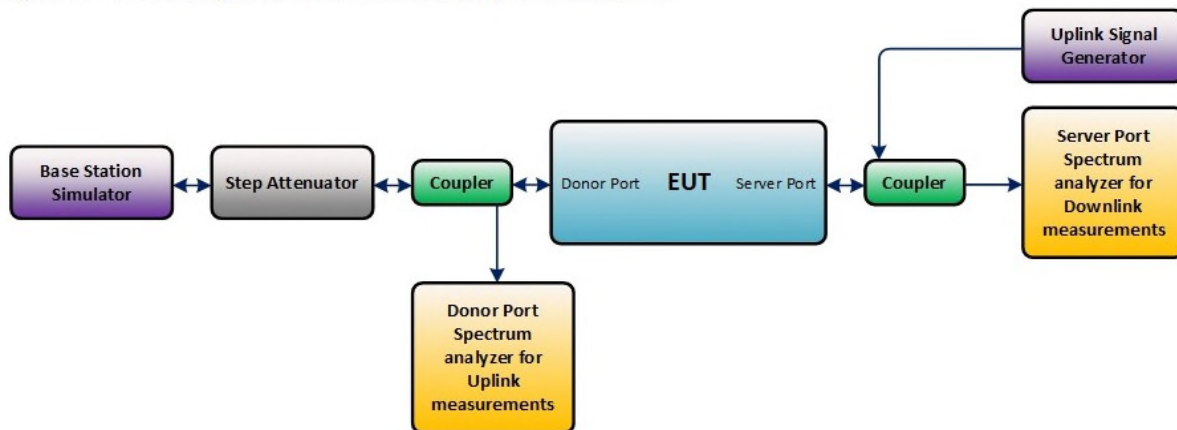 Uplink Signal
Generator
Base Station
Simulator
Step Attenuator
Coupler
Donor Port
EUT
Server Port
Coupler
Server Port
Spectrum
analyzer for
Downlink
measurements
Donor Port
Spectrum
analyzer for
Uplink
measurements